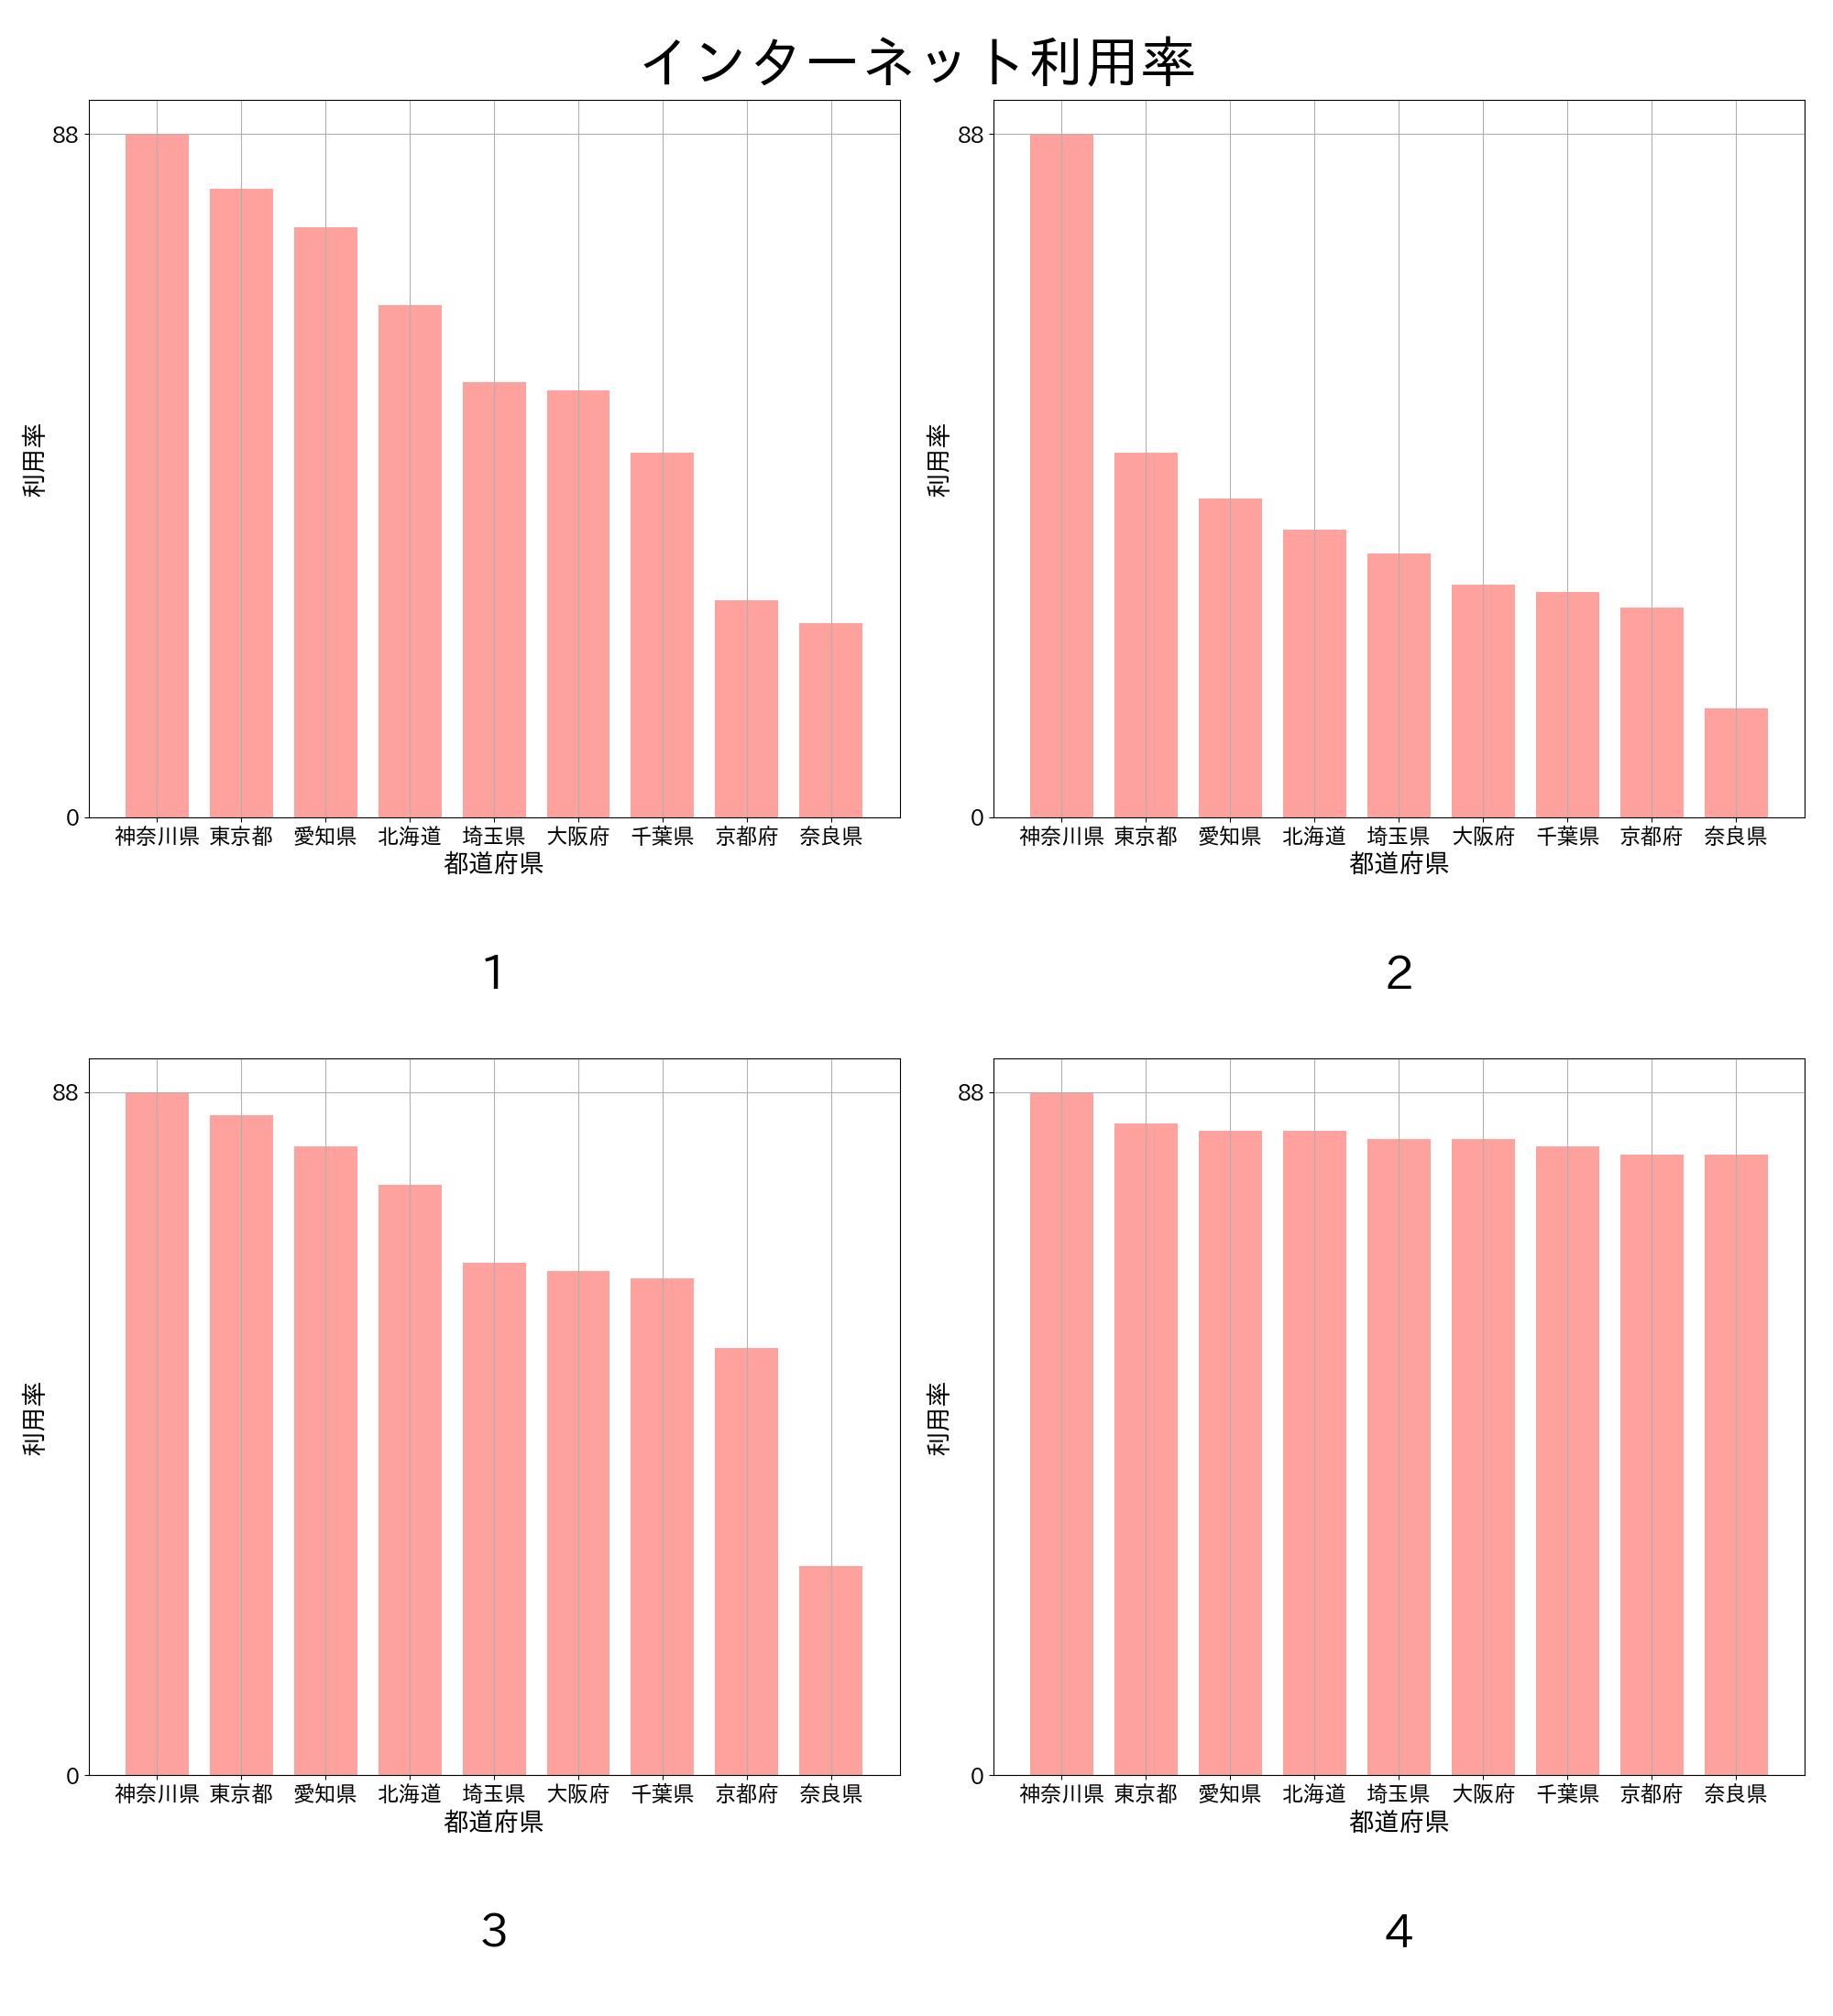 インターネット利用率
88
0
利用率
神奈川県 東京都 愛知県 北海道 埼玉県 大阪府 千葉県 京都府 奈良県
都道府県
1
88
0
利用率
神奈川県 東京都 愛知県 北海道 埼玉県 大阪府 千葉県 京都府 奈良県
都道府県
2
88
0
利用率
神奈川県 東京都 愛知県 北海道 埼玉県 大阪府 千葉県 京都府 奈良県
都道府県
3
88
0
利用率
神奈川県 東京都 愛知県 北海道 埼玉県 大阪府 千葉県 京都府 奈良県
都道府県
4